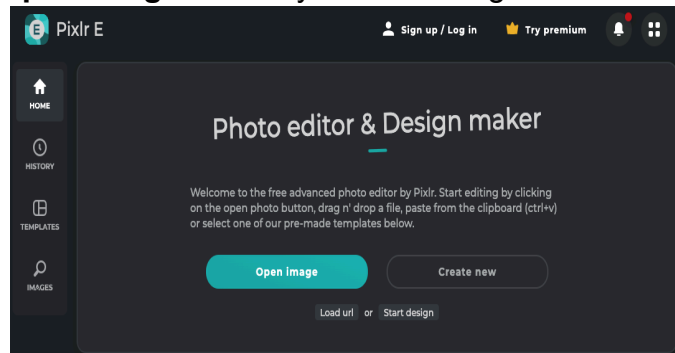 Pixlr E
Sign up / Log in
Try premium
HOME
HISTORY
TEMPLATES
IMAGES
Photo editor & Design maker
Welcome to the free advanced photo editor by Pixlr. Start editing by clicking
on the open photo button, drag n' drop a file, paste from the clipboard (ctrl+v)
or select one of our pre-made templates below.
Open image
Create new
Load url or Start design